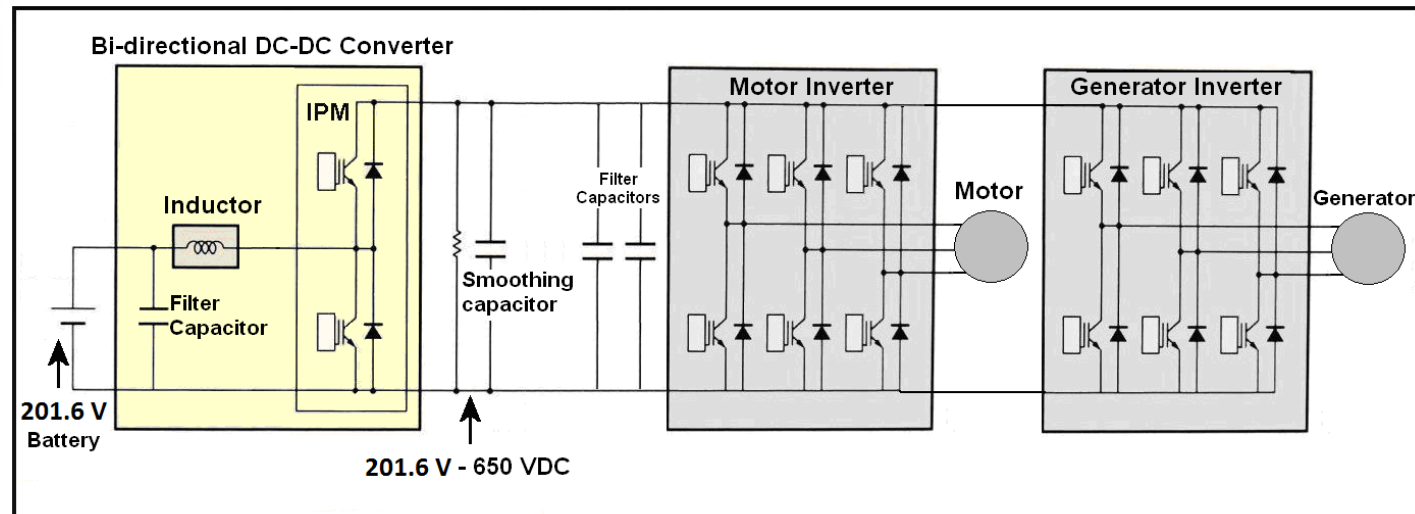 Bi-directional DC-DC Converter
IPM
Inductor
Filter
Capacitor
201.6 V
Battery
Smoothing
capacitor
201.6 V - 650 VDC
Filter
Capacitors
Motor Inverter
Motor
Generator Inverter
Generator